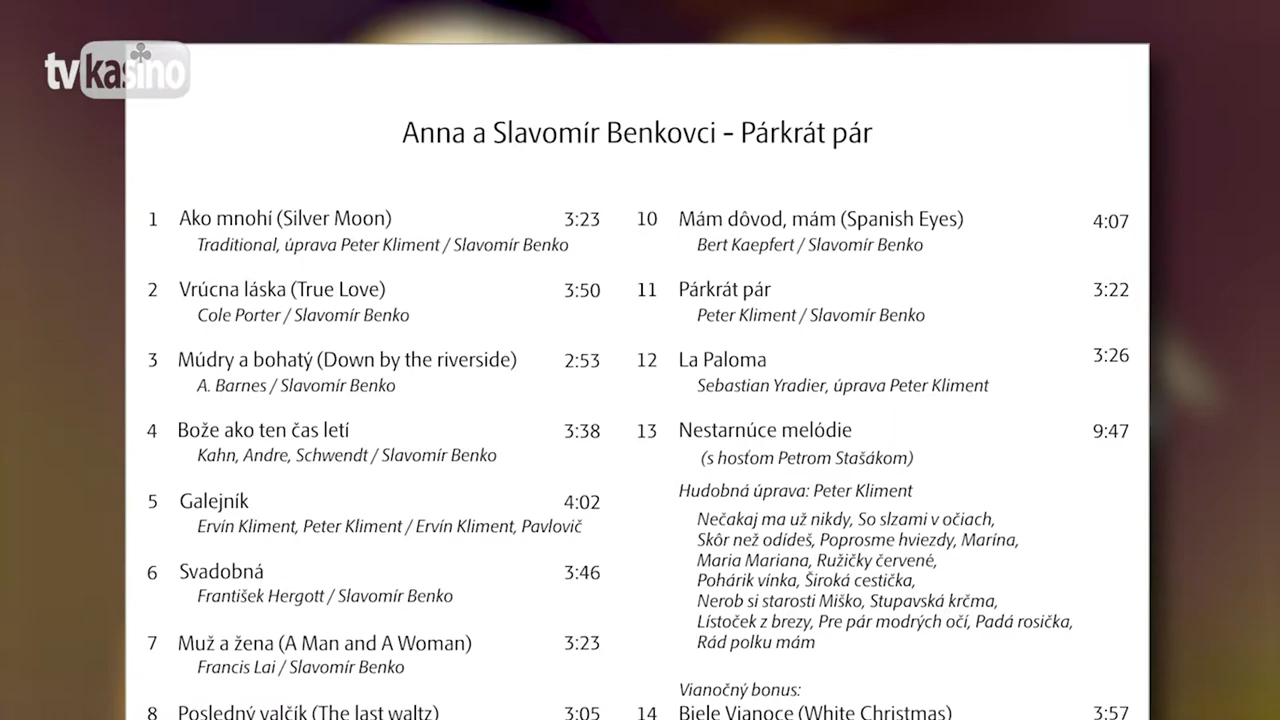 tvkasino
Anna a Slavomír Benkovci - Párkrát pár
1 Ako mnohí (Silver Moon) 3:23
Traditional, úprava Peter Kliment / Slavomír Benko
2 Vrúcna láska (True Love) 3:50
Cole Porter / Slavomír Benko
3 Múdry a bohatý (Down by the riverside) 2:53
A. Barnes / Slavomír Benko
4 Bože ako ten čas letí 3:38
Kahn, Andre, Schwendt / Slavomír Benko
5 Galejník 4:02
Ervín Kliment, Peter Kliment / Ervín Kliment, Pavlovič
6 Svadobná 3:46
František Hergott / Slavomír Benko
7 Muž a žena (A Man and A Woman) 3:23
Francis Lai / Slavomír Benko
8 Posledný valčík (The last waltz) 3:05
10 Mám dôvod, mám (Spanish Eyes) 4:07
Bert Kaepfert / Slavomír Benko
11 Párkrát pár 3:22
Peter Kliment / Slavomír Benko
12 La Paloma 3:26
Sebastian Yradier, úprava Peter Kliment
13 Nestarnúce melódie 9:47
(s hosťom Petrom Stašákom)
Hudobná úprava: Peter Kliment
Nečakaj ma už nikdy, So slzami v očiach,
Skôr než odídeš, Poprosme hviezdy, Marína,
Maria Mariana, Ružičky červené,
Pohárik vínka, Široká cestička,
Nerob si starosti Miško, Stupavská krčma,
Lístoček z brezy, Pre pár modrých očí, Padá rosička,
Rád polku mám
Vianočný bonus:
14 Biele Vianoce (White Christmas) 3:57